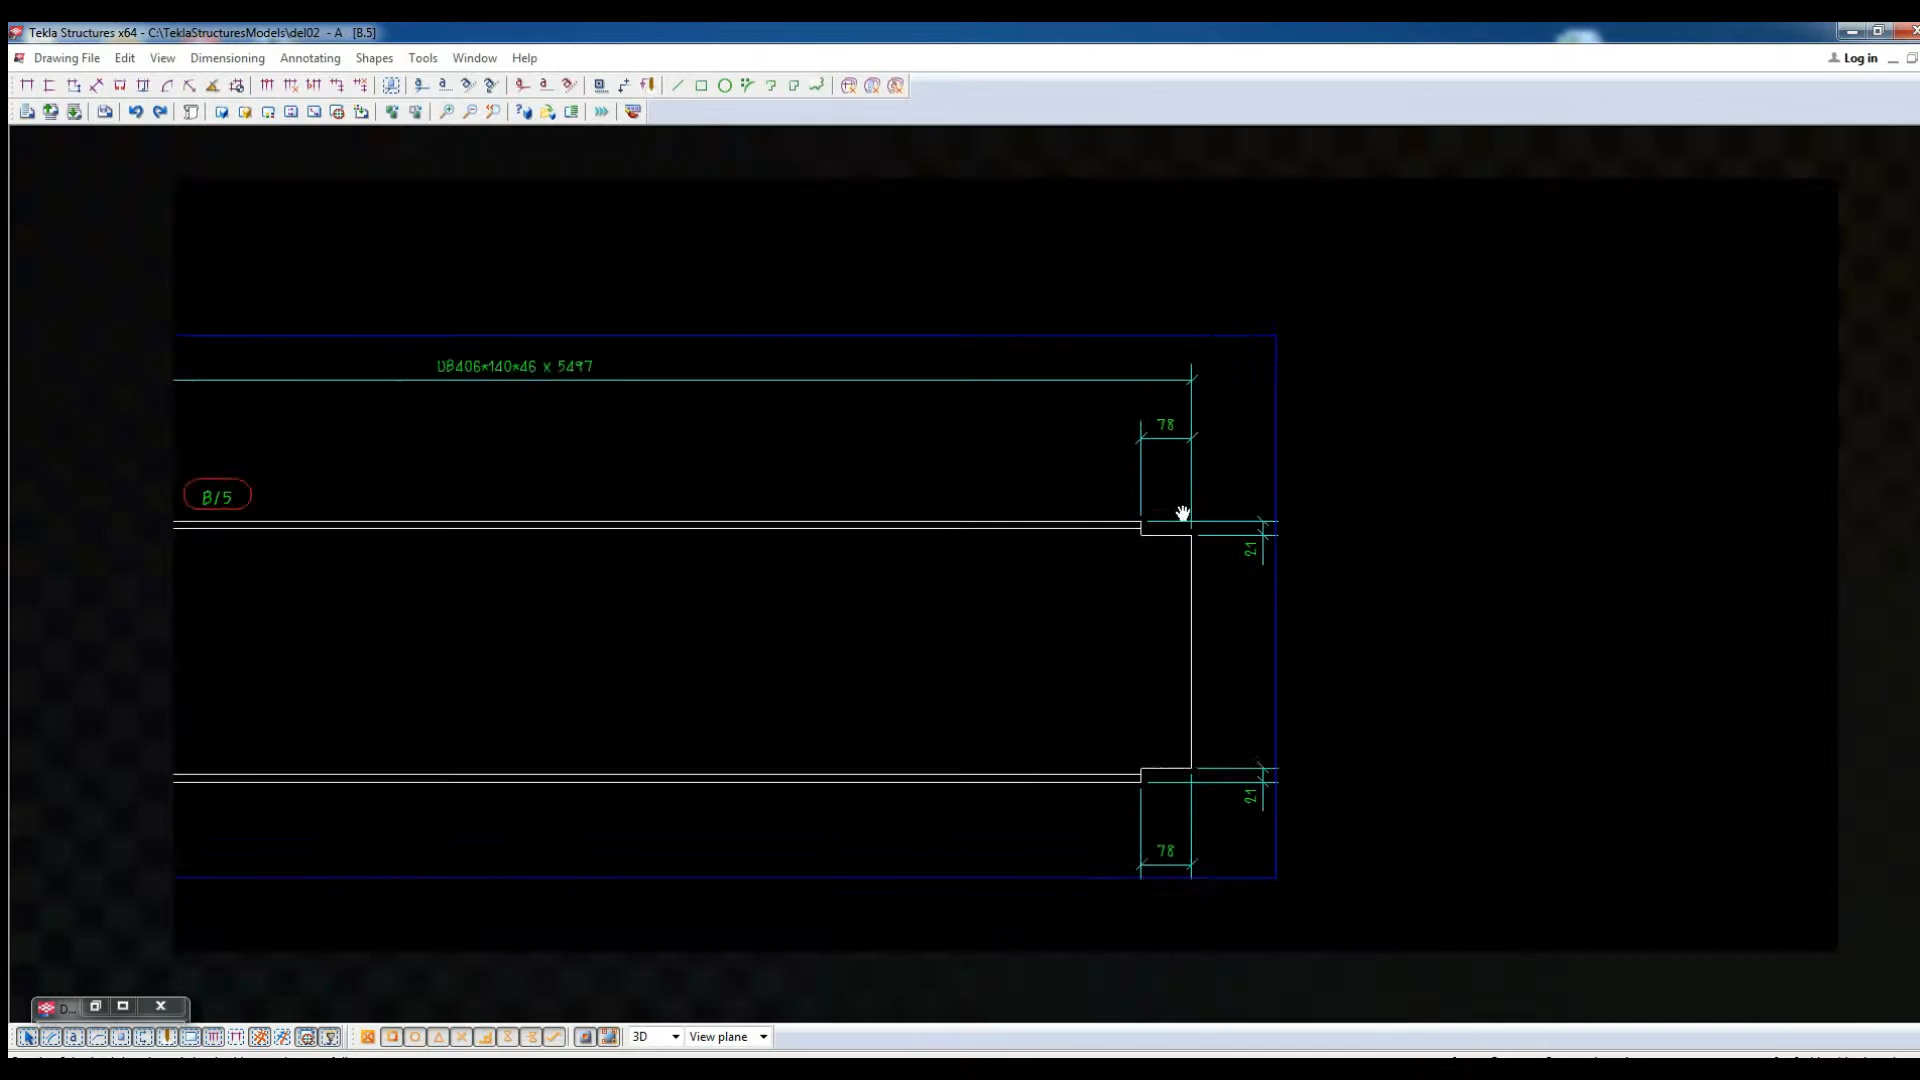 Tekla Structures x64 - C:\TeklaStructuresModels\del02 - A [B.5]
Drawing File Edit View Dimensioning Annotating Shapes Tools Window Help
Log in
UB406*140*46 X 5497
78
B/5
21
21
78
D...
3D View plane